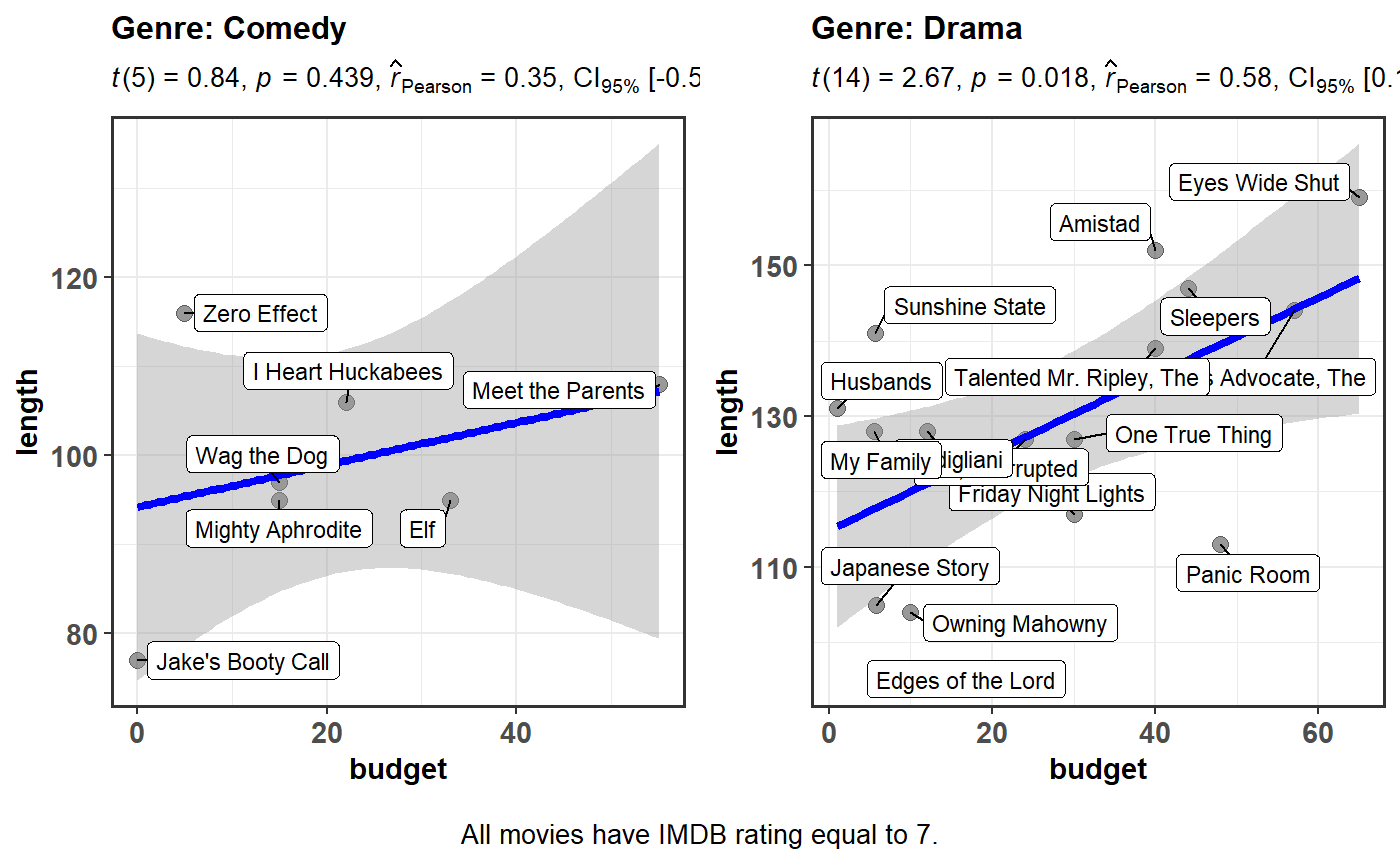 Genre: Comedy
t(5) = 0.84, p = 0.439, r̂Pearson = 0.35, CI95% [-0.5
length
120
100
80
Zero Effect
I Heart Huckabees
Meet the Parents
Wag the Dog
Mighty Aphrodite
Elf
Jake's Booty Call
0 20 40
budget
Genre: Drama
t(14) = 2.67, p = 0.018, r̂Pearson = 0.58, CI95% [0.1
length
150
130
110
Eyes Wide Shut
Amistad
Sunshine State
Sleepers
Husbands
Talented Mr. Ripley, The
Advocate, The
One True Thing
My Family
digliani
rrupted
Friday Night Lights
Japanese Story
Panic Room
Owning Mahowny
Edges of the Lord
0 20 40 60
budget
All movies have IMDB rating equal to 7.